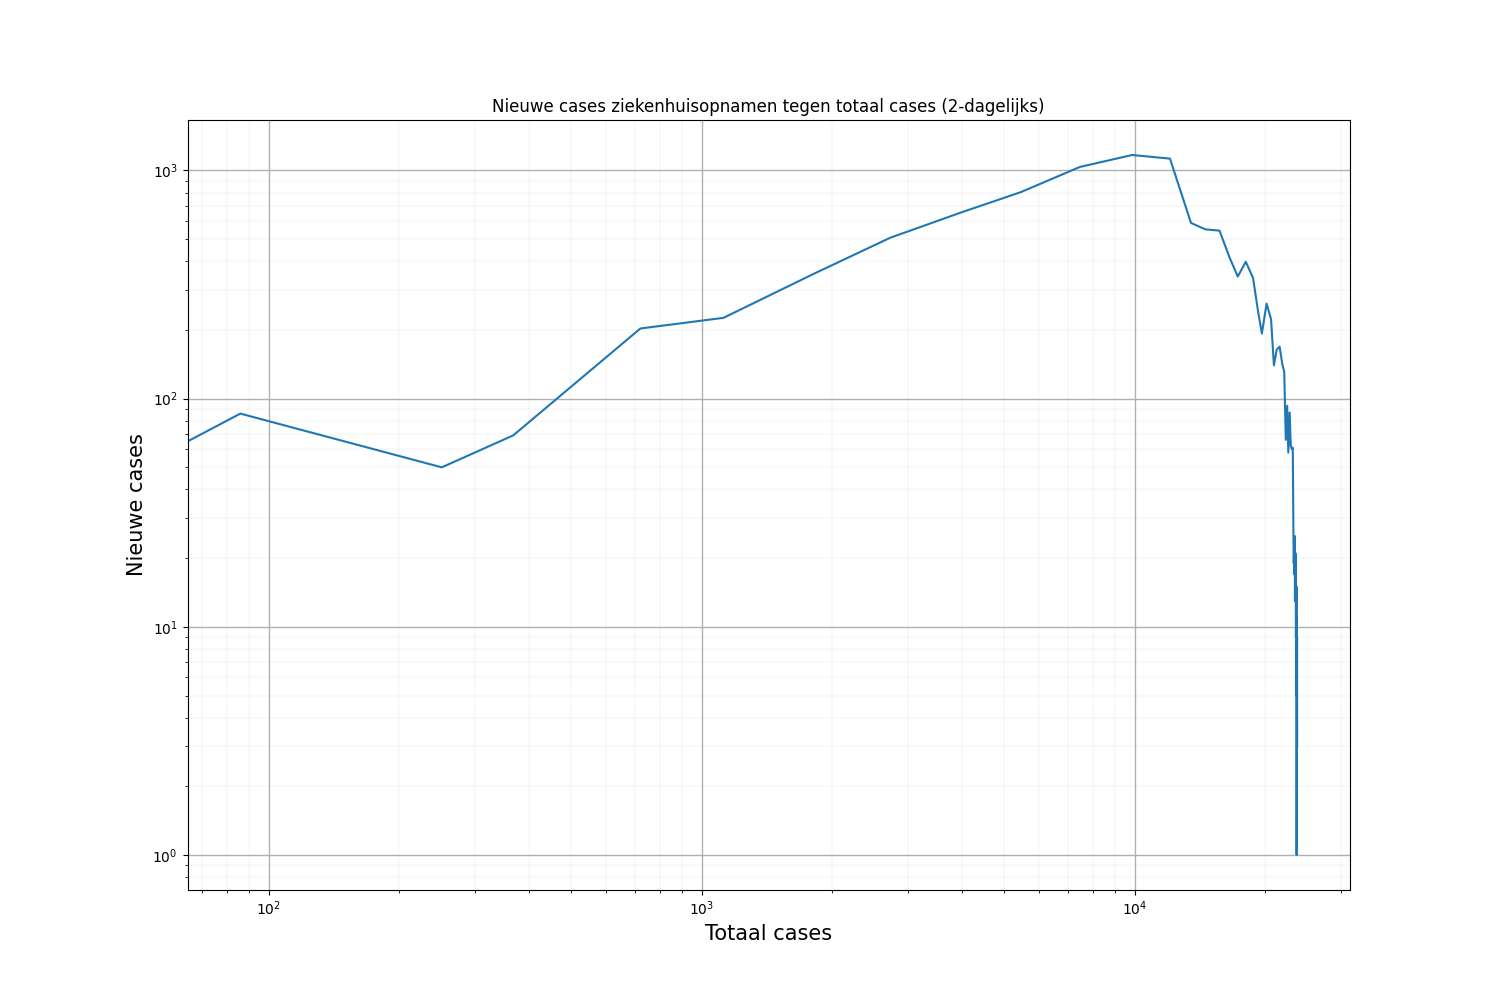 Nieuwe cases ziekenhuisopnamen tegen totaal cases (2-dagelijks)
10³
10²
10¹
10⁰
Nieuwe cases
10²
10³
10⁴
Totaal cases